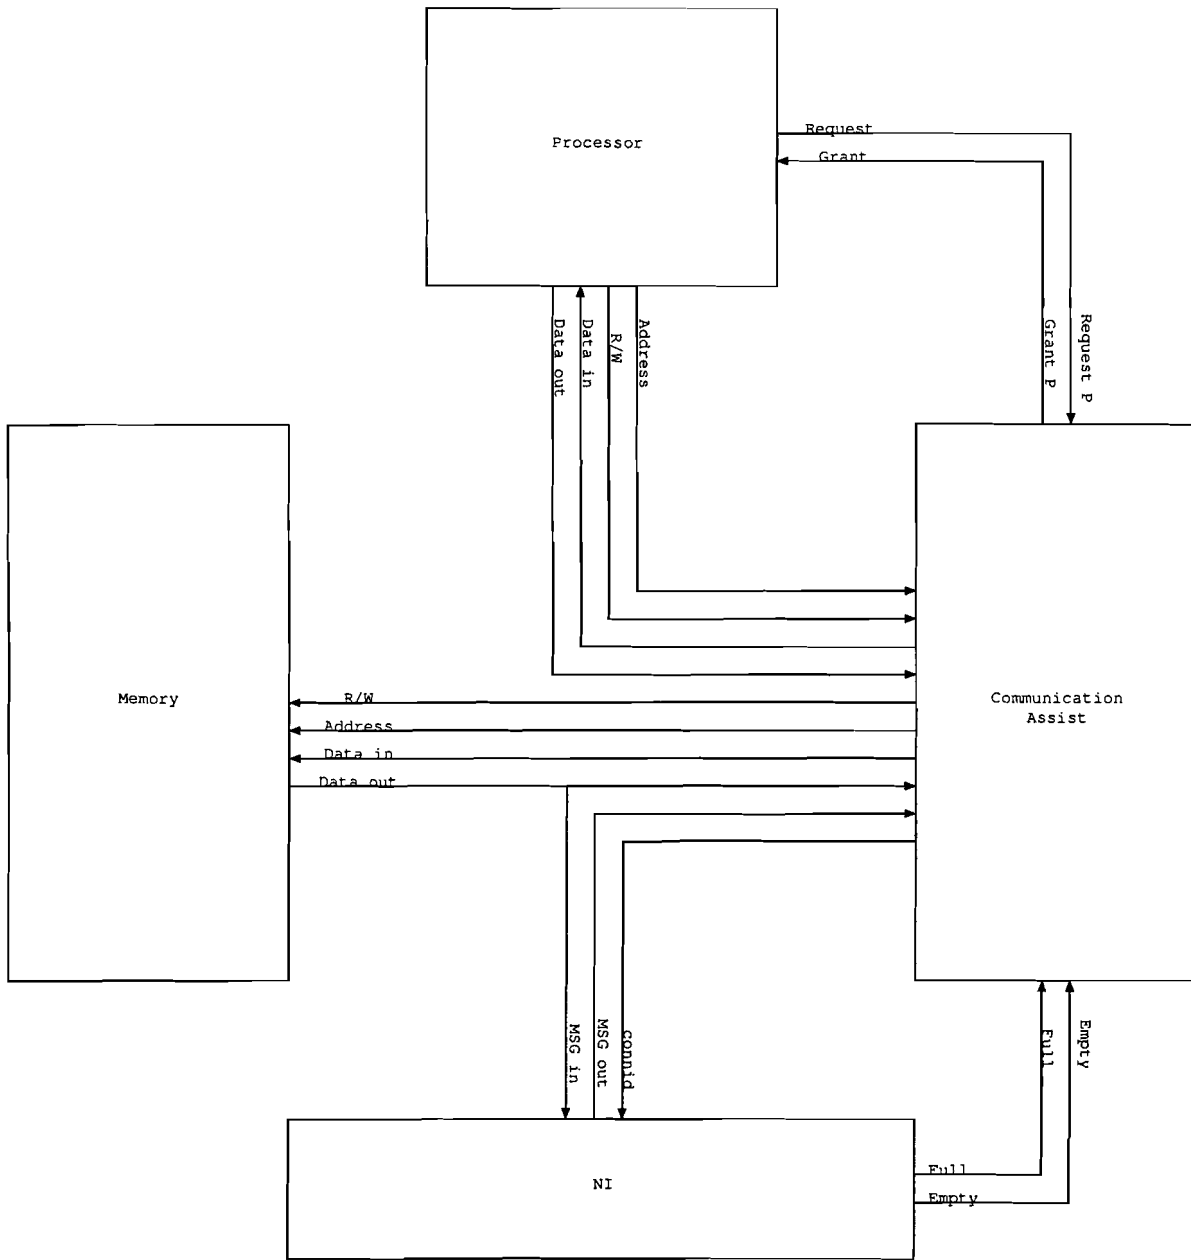 Processor
Request
Grant
Data out
Data in
R/W
Address
Grant P
Request P
Memory
R/W
Address
Data in
Data out
Communication
Assist
MSG in
MSG out
connid
Full
Empty
NI
Full
Empty